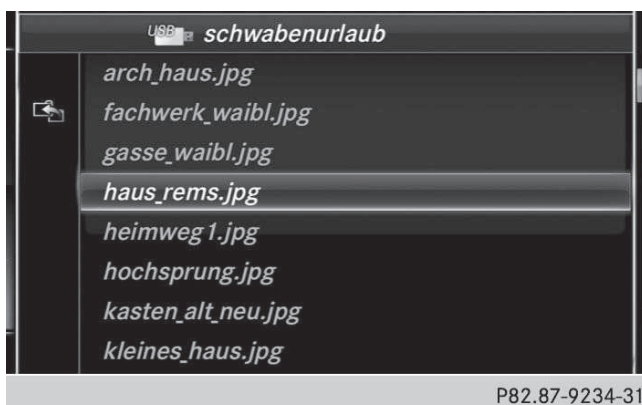 USB schwabenurlaub
arch_haus.jpg
fachwerk_waibl.jpg
gasse_waibl.jpg
haus_rems.jpg
heimweg1.jpg
hochsprung.jpg
kasten_alt_neu.jpg
kleines_haus.jpg
P82.87-9234-31